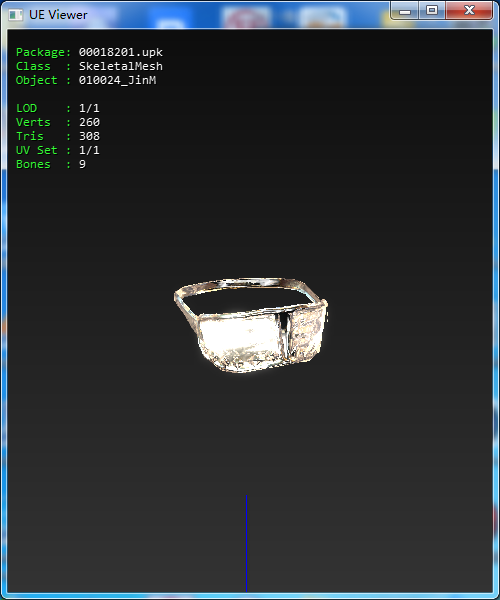 UE Viewer
Package: 00018201.upk
Class : SkeletalMesh
Object : 010024_JinM
LOD : 1/1
Verts : 260
Tris : 308
UV Set : 1/1
Bones : 9